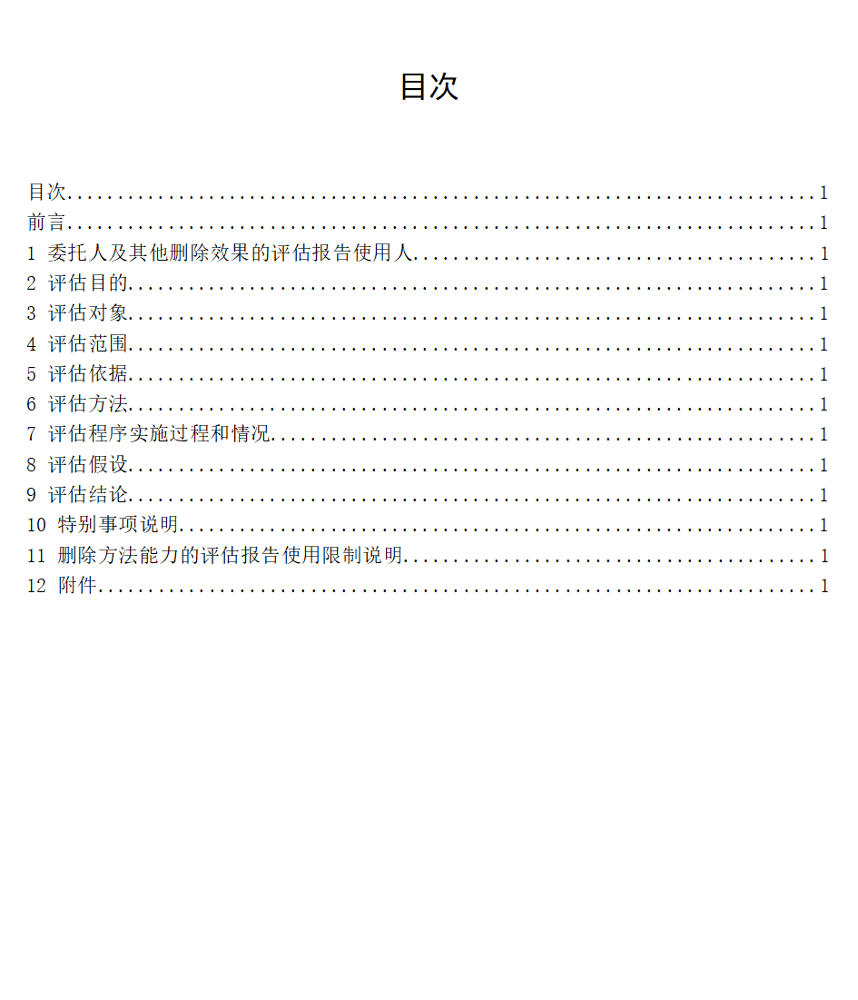 目次
目次..........................................................................1
前言..........................................................................1
1 委托人及其他删除效果的评估报告使用人........................................1
2 评估目的....................................................................1
3 评估对象....................................................................1
4 评估范围....................................................................1
5 评估依据....................................................................1
6 评估方法....................................................................1
7 评估程序实施过程和情况......................................................1
8 评估假设....................................................................1
9 评估结论....................................................................1
10 特别事项说明...............................................................1
11 删除方法能力的评估报告使用限制说明.........................................1
12 附件.......................................................................1